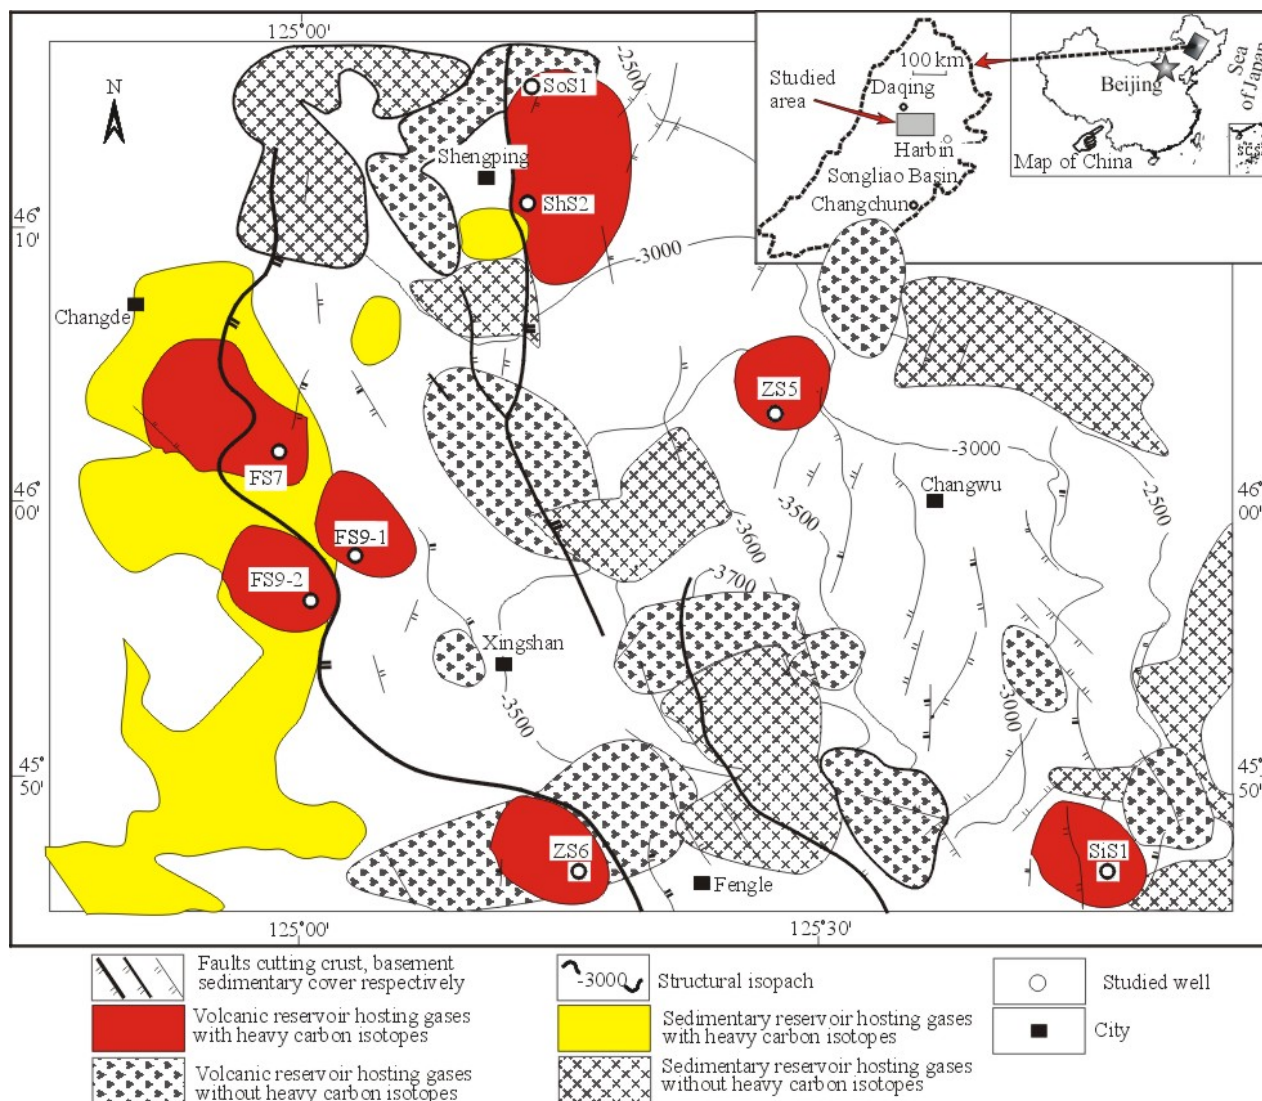 125°00'
N
46°
10'
-2500
SoS1
Shengping
ShS2
-3000
100 km
Daqing
Studied
area
Harbin
Songliao Basin
Changchun
Beijing
Sea
of Japan
Map of China
Changde
ZS5
FS7
-3000
Changwu
-2500
46°
00'
46°
00'
FS9-1
-3500
-3600
FS9-2
-3700
Xingshan
-3500
-3000
45°
50'
45°
50'
ZS6
SiS1
Fengle
125°00'
125°30'
Faults cutting crust, basement
sedimentary cover respectively
-3000
Structural isopach
Studied well
Volcanic reservoir hosting gases
with heavy carbon isotopes
Sedimentary reservoir hosting gases
with heavy carbon isotopes
City
Volcanic reservoir hosting gases
without heavy carbon isotopes
Sedimentary reservoir hosting gases
without heavy carbon isotopes